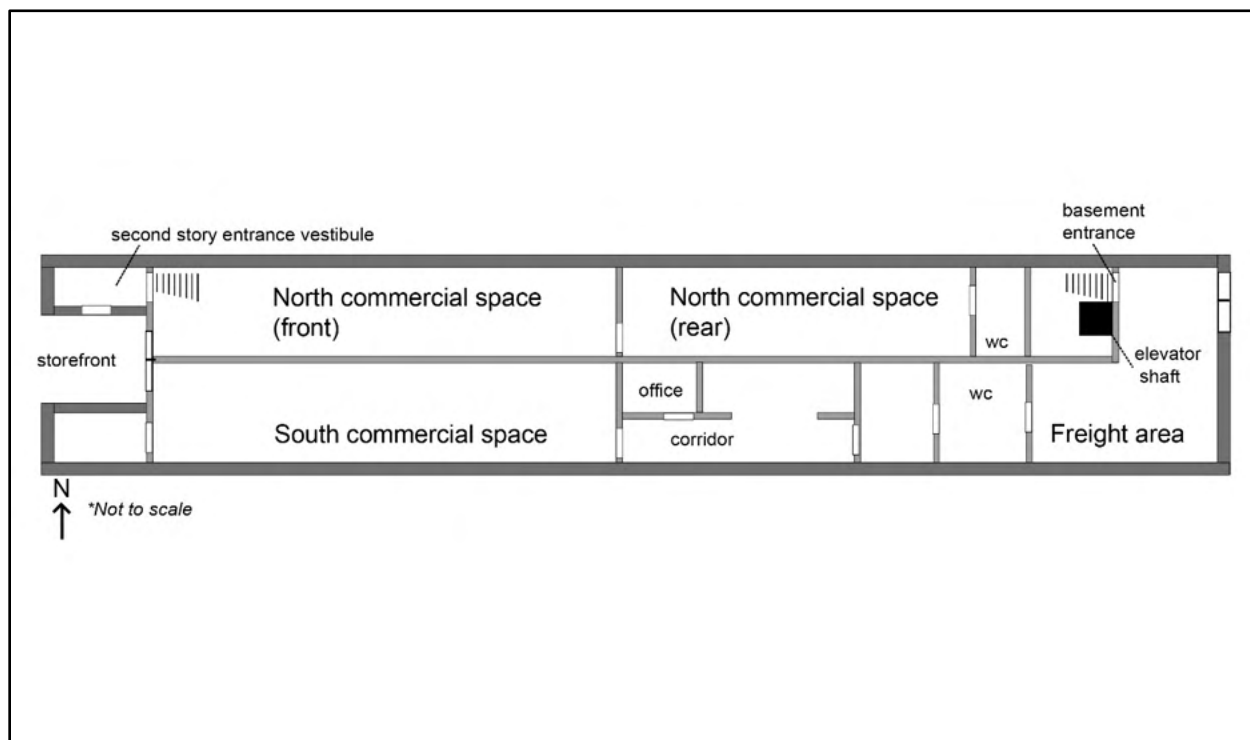 basement
entrance
second story entrance vestibule
North commercial space
(front)
North commercial space
(rear)
storefront
wc
elevator
shaft
office
wc
South commercial space
corridor
Freight area
N
*Not to scale